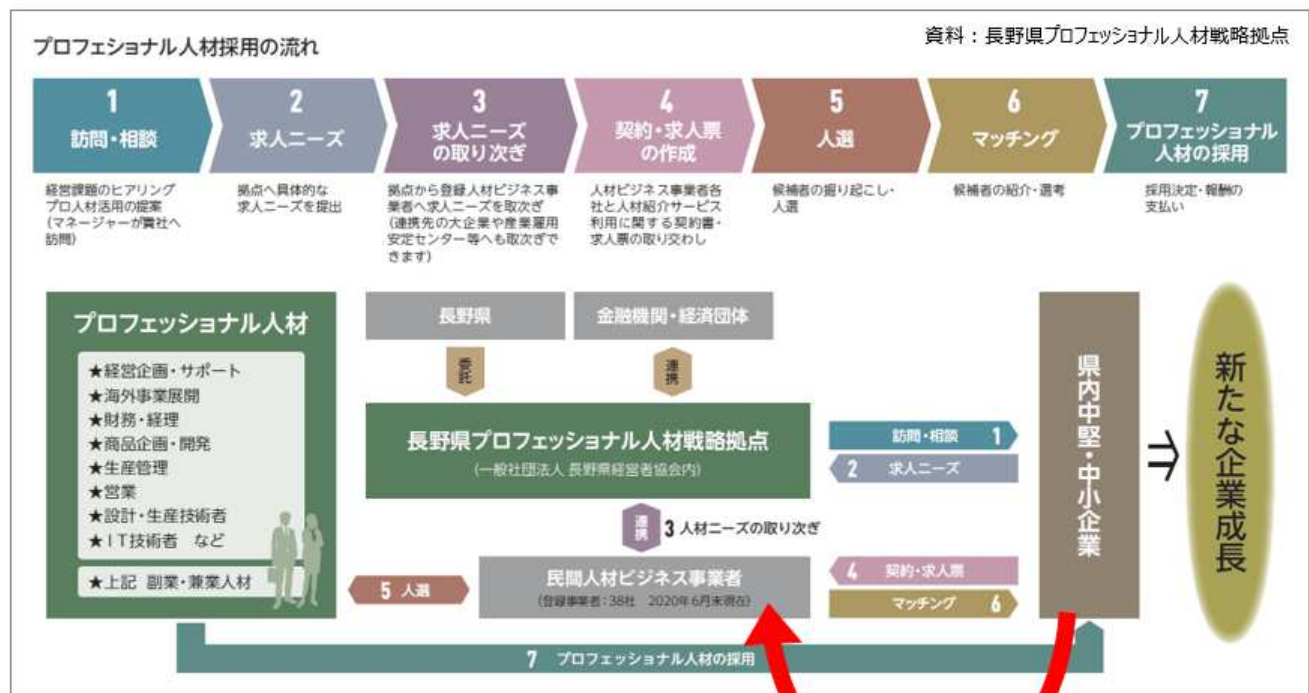 プロフェショナル人材採用の流れ
資料：長野県プロフェッショナル人材戦略拠点
1
訪問・相談
2
求人ニーズ
3
求人ニーズ
の取り次ぎ
4
契約・求人票
の作成
5
人選
6
マッチング
7
プロフェッショナル
人材の採用
経営課題のヒアリング
プロ人材活用の提案
(マネージャーが貴社へ
訪問)
拠点へ具体的な
求人ニーズを提出
拠点から登録人材ビジネス事
業者へ求人ニーズを取次ぎ
(連携先の大企業や産業雇用
安定センター等へも取次ぎで
きます)
人材ビジネス事業者各
社と人材紹介サービス
利用に関する契約書・
求人票の取り交わし
候補者の掘り起こし・
人選
候補者の紹介・選考
採用決定・報酬の
支払い
プロフェッショナル人材
★経営企画・サポート
★海外事業展開
★財務・経理
★商品企画・開発
★生産管理
★営業
★設計・生産技術者
★IT技術者 など
★上記 副業・兼業人材
長野県
金融機関・経済団体
委託
連携
長野県プロフェッショナル人材戦略拠点
(一般社団法人 長野県経営者協会内)
訪問・相談 1
2 求人ニーズ
連携
3 人材ニーズの取り次ぎ
5 人選
民間人材ビジネス事業者
(登録事業者：38社 2020年6月末現在)
4 契約・求人票
マッチング 6
県内中堅・中小企業
新たな企業成長
7 プロフェッショナル人材の採用